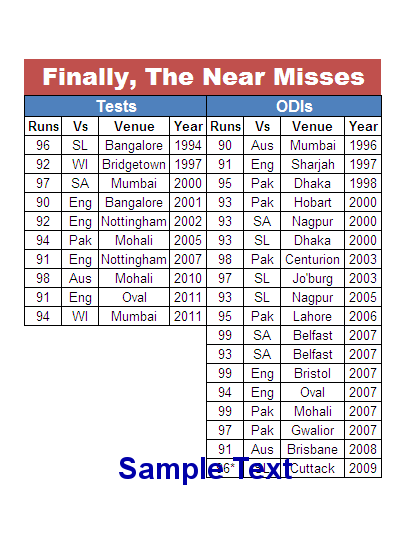 Finally, The Near Misses
Tests ODIs
Runs Vs Venue Year Runs Vs Venue Year
96 SL Bangalore 1994 90 Aus Mumbai 1996
92 WI Bridgetown 1997 91 Eng Sharjah 1997
97 SA Mumbai 2000 95 Pak Dhaka 1998
90 Eng Bangalore 2001 93 Pak Hobart 2000
92 Eng Nottingham 2002 93 SA Nagpur 2000
94 Pak Mohali 2005 93 SL Dhaka 2000
91 Eng Nottingham 2007 98 Pak Centurion 2003
98 Aus Mohali 2010 97 SL Jo'burg 2003
91 Eng Oval 2011 93 SL Nagpur 2005
94 WI Mumbai 2011 95 Pak Lahore 2006
99 SA Belfast 2007
93 SA Belfast 2007
99 Eng Bristol 2007
94 Eng Oval 2007
99 Pak Mohali 2007
97 Pak Gwalior 2007
91 Aus Brisbane 2008
Cuttack 2009
Sample Text